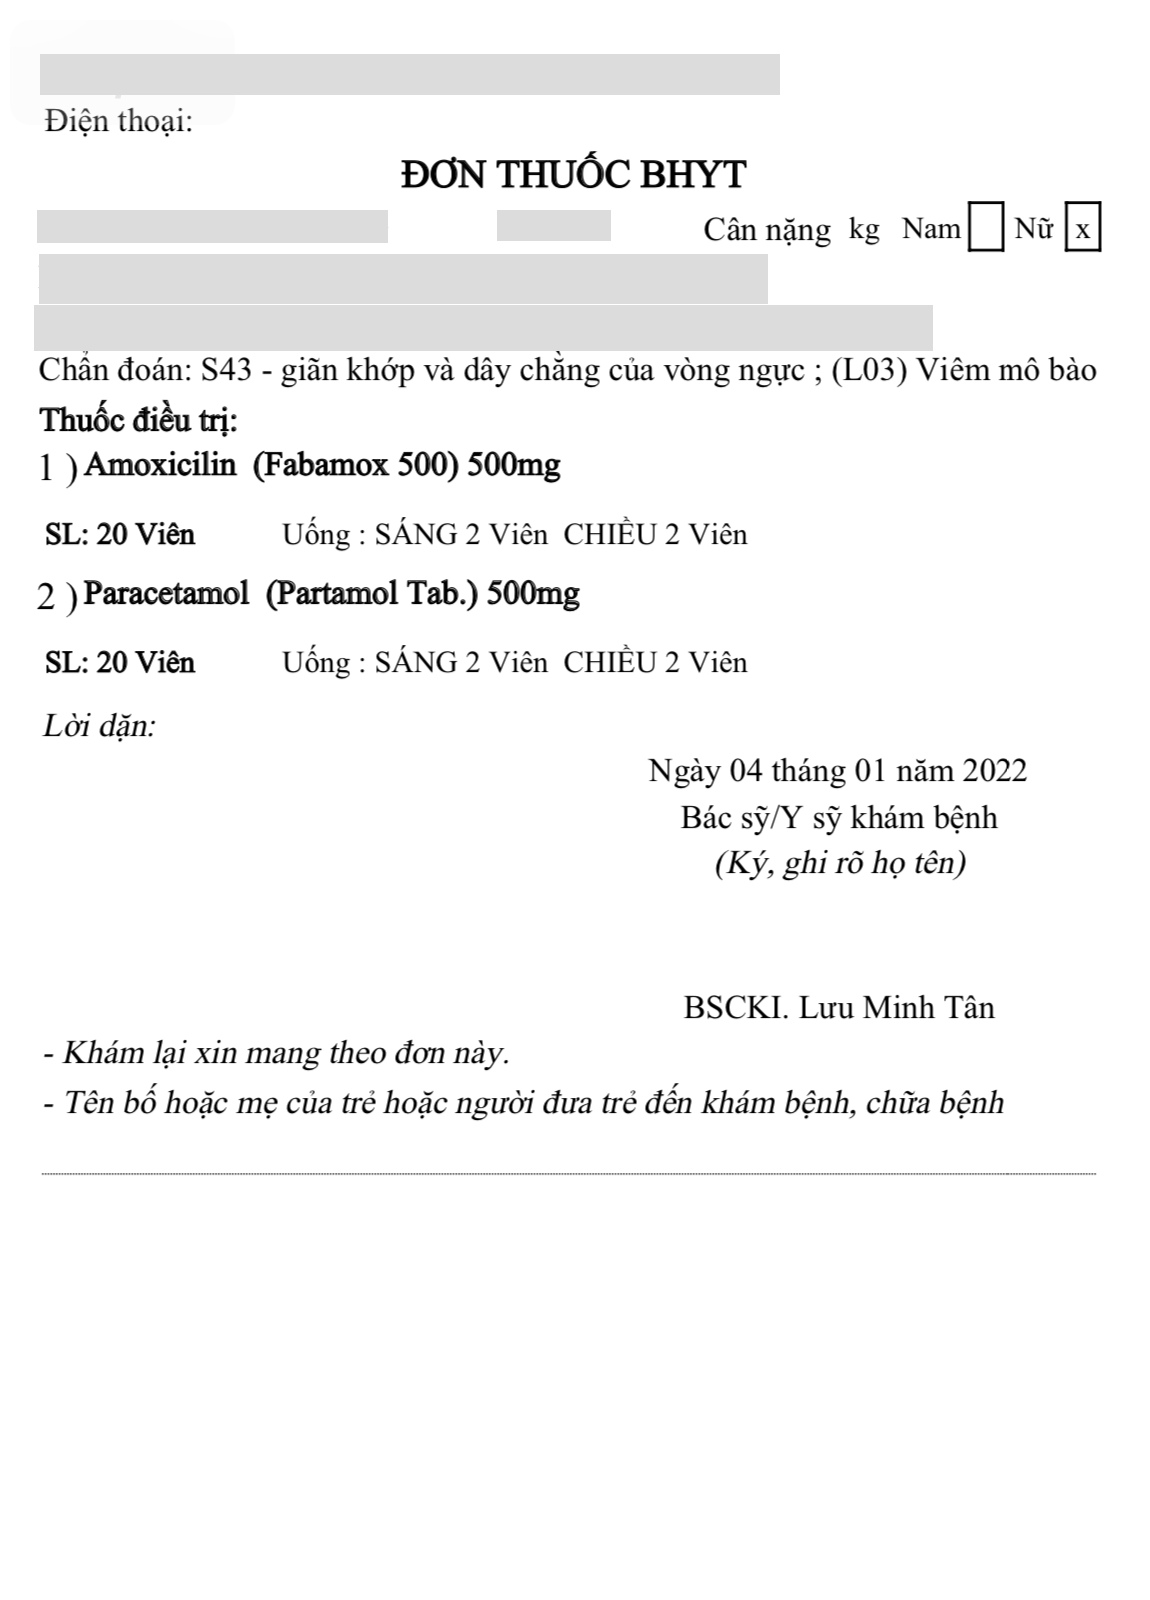 Điện thoại:
ĐƠN THUỐC BHYT
Cân nặng kg Nam Nữ x
Chẩn đoán: S43 - giãn khớp và dây chằng của vòng ngực ; (L03) Viêm mô bào
Thuốc điều trị:
1 ) Amoxicilin (Fabamox 500) 500mg
SL: 20 Viên Uống : SÁNG 2 Viên CHIỀU 2 Viên
2 ) Paracetamol (Partamol Tab.) 500mg
SL: 20 Viên Uống : SÁNG 2 Viên CHIỀU 2 Viên
Lời dặn:
Ngày 04 tháng 01 năm 2022
Bác sỹ/Y sỹ khám bệnh
(Ký, ghi rõ họ tên)
BSCKI. Lưu Minh Tân
- Khám lại xin mang theo đơn này.
- Tên bố hoặc mẹ của trẻ hoặc người đưa trẻ đến khám bệnh, chữa bệnh